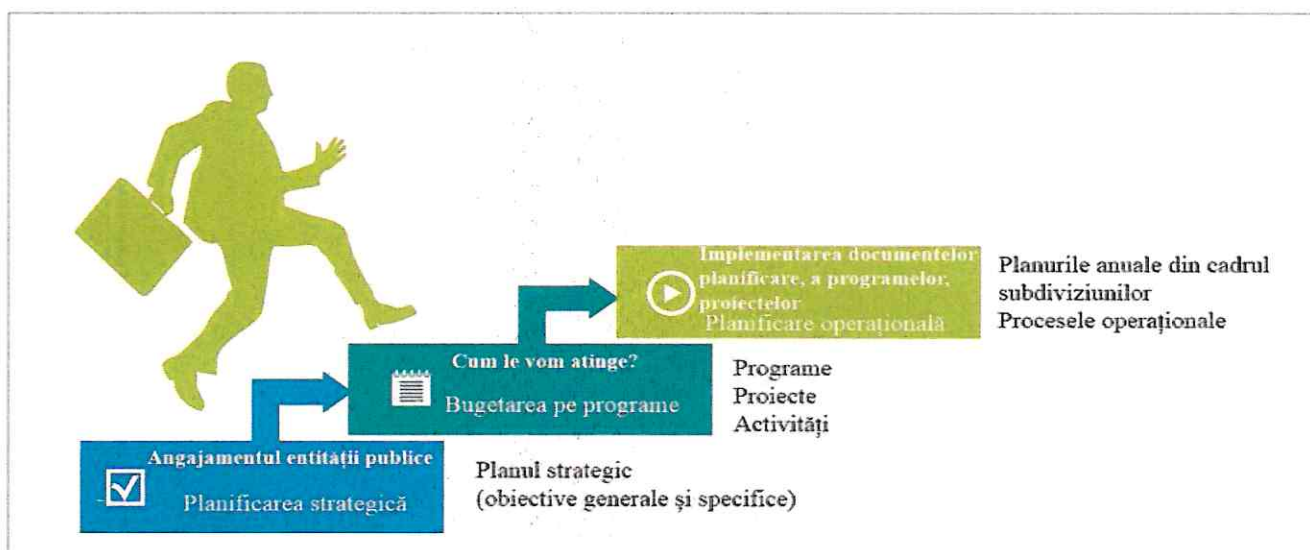 Implementarea documentelor
planificare, a programelor,
proiectelor
Planificare operațională
Planurile anuale din cadrul
subdiviziunilor
Procesele operaționale
Cum le vom atinge?
Bugetarea pe programe
Programe
Proiecte
Activități
Angajamentul entității publice
Planificarea strategică
Planul strategic
(obiective generale și specifice)